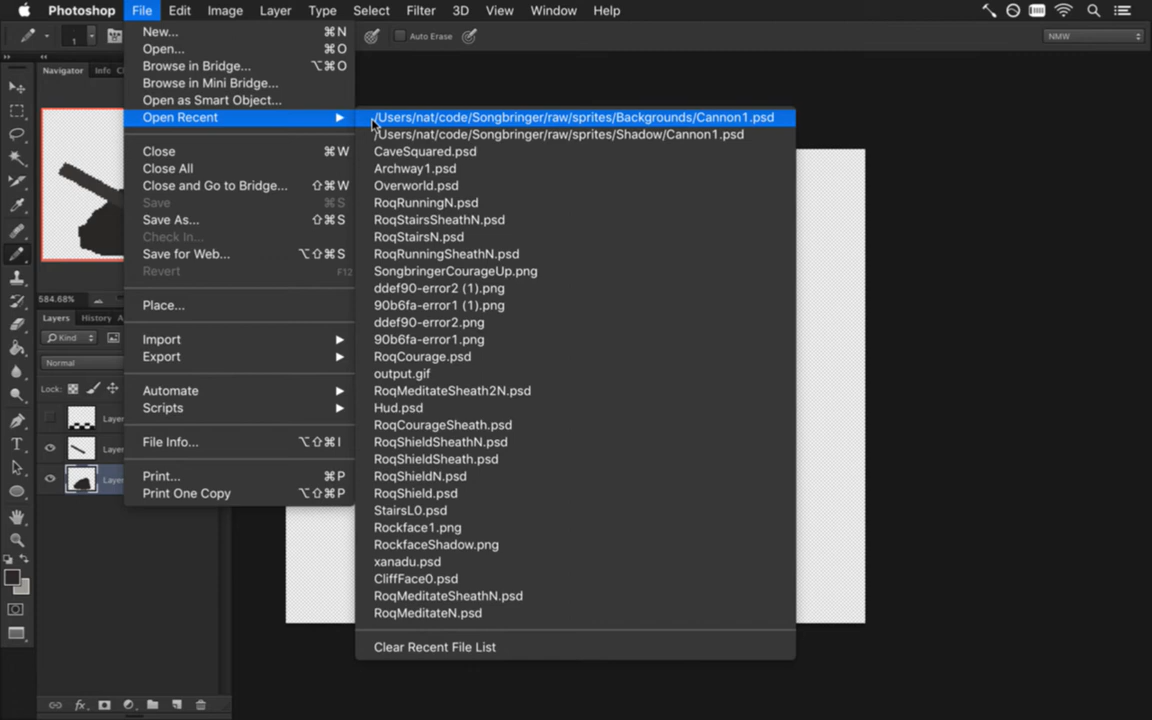 Photoshop File Edit Image Layer Type Select Filter 3D View Window Help
1 Auto Erase NMW
Navigator Info
584.68%
Layers History
Kind
Normal
Lock:
New... ⌘N
Open... ⌘O
Browse in Bridge... ⌥⌘O
Browse in Mini Bridge...
Open as Smart Object...
Open Recent
Close ⌘W
Close All
Close and Go to Bridge... ⇧⌘W
Save ⌘S
Save As... ⇧⌘S
Check In...
Save for Web... ⌥⇧⌘S
Revert F12
Place...
Import
Export
Automate
Scripts
File Info... ⌥⇧⌘I
Print... ⌘P
Print One Copy ⌥⇧⌘P
/Users/nat/code/Songbringer/raw/sprites/Backgrounds/Cannon1.psd
/Users/nat/code/Songbringer/raw/sprites/Shadow/Cannon1.psd
CaveSquared.psd
Archway1.psd
Overworld.psd
RoqRunningN.psd
RoqStairsSheathN.psd
RoqStairsN.psd
RoqRunningSheathN.psd
SongbringerCourageUp.png
ddef90-error2 (1).png
90b6fa-error1 (1).png
ddef90-error2.png
90b6fa-error1.png
RoqCourage.psd
output.gif
RoqMeditateSheath2N.psd
Hud.psd
RoqCourageSheath.psd
RoqShieldSheathN.psd
RoqShieldSheath.psd
RoqShieldN.psd
RoqShield.psd
StairsL0.psd
Rockface1.png
RockfaceShadow.png
xanadu.psd
CliffFace0.psd
RoqMeditateSheathN.psd
RoqMeditateN.psd
Clear Recent File List